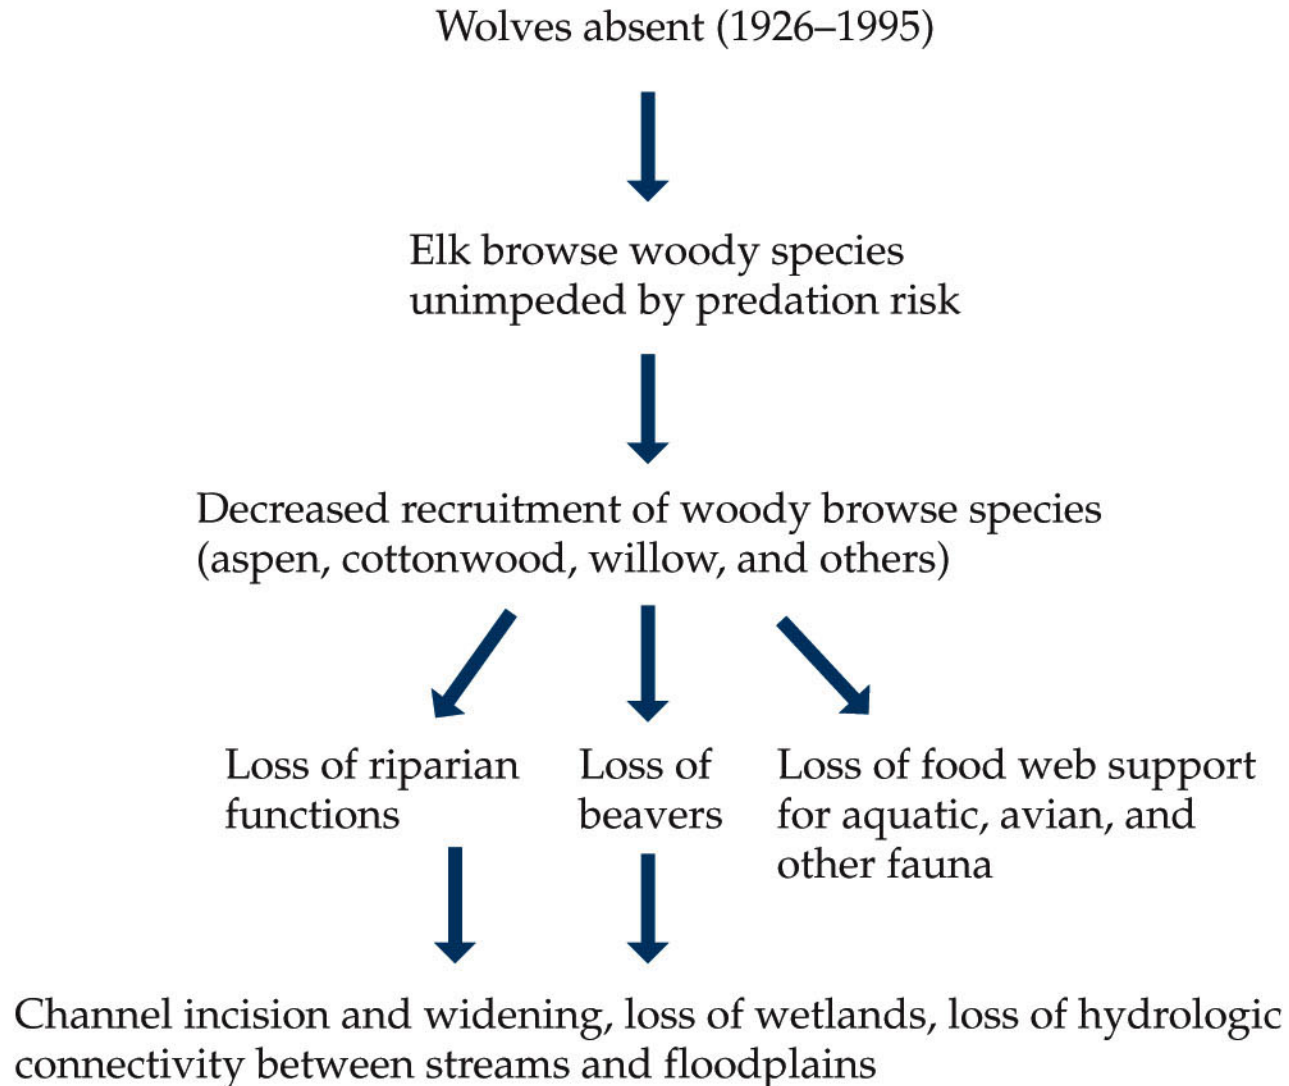 Wolves absent (1926–1995)
Elk browse woody species
unimpeded by predation risk
Decreased recruitment of woody browse species
(aspen, cottonwood, willow, and others)
Loss of riparian
functions
Loss of
beavers
Loss of food web support
for aquatic, avian, and
other fauna
Channel incision and widening, loss of wetlands, loss of hydrologic
connectivity between streams and floodplains